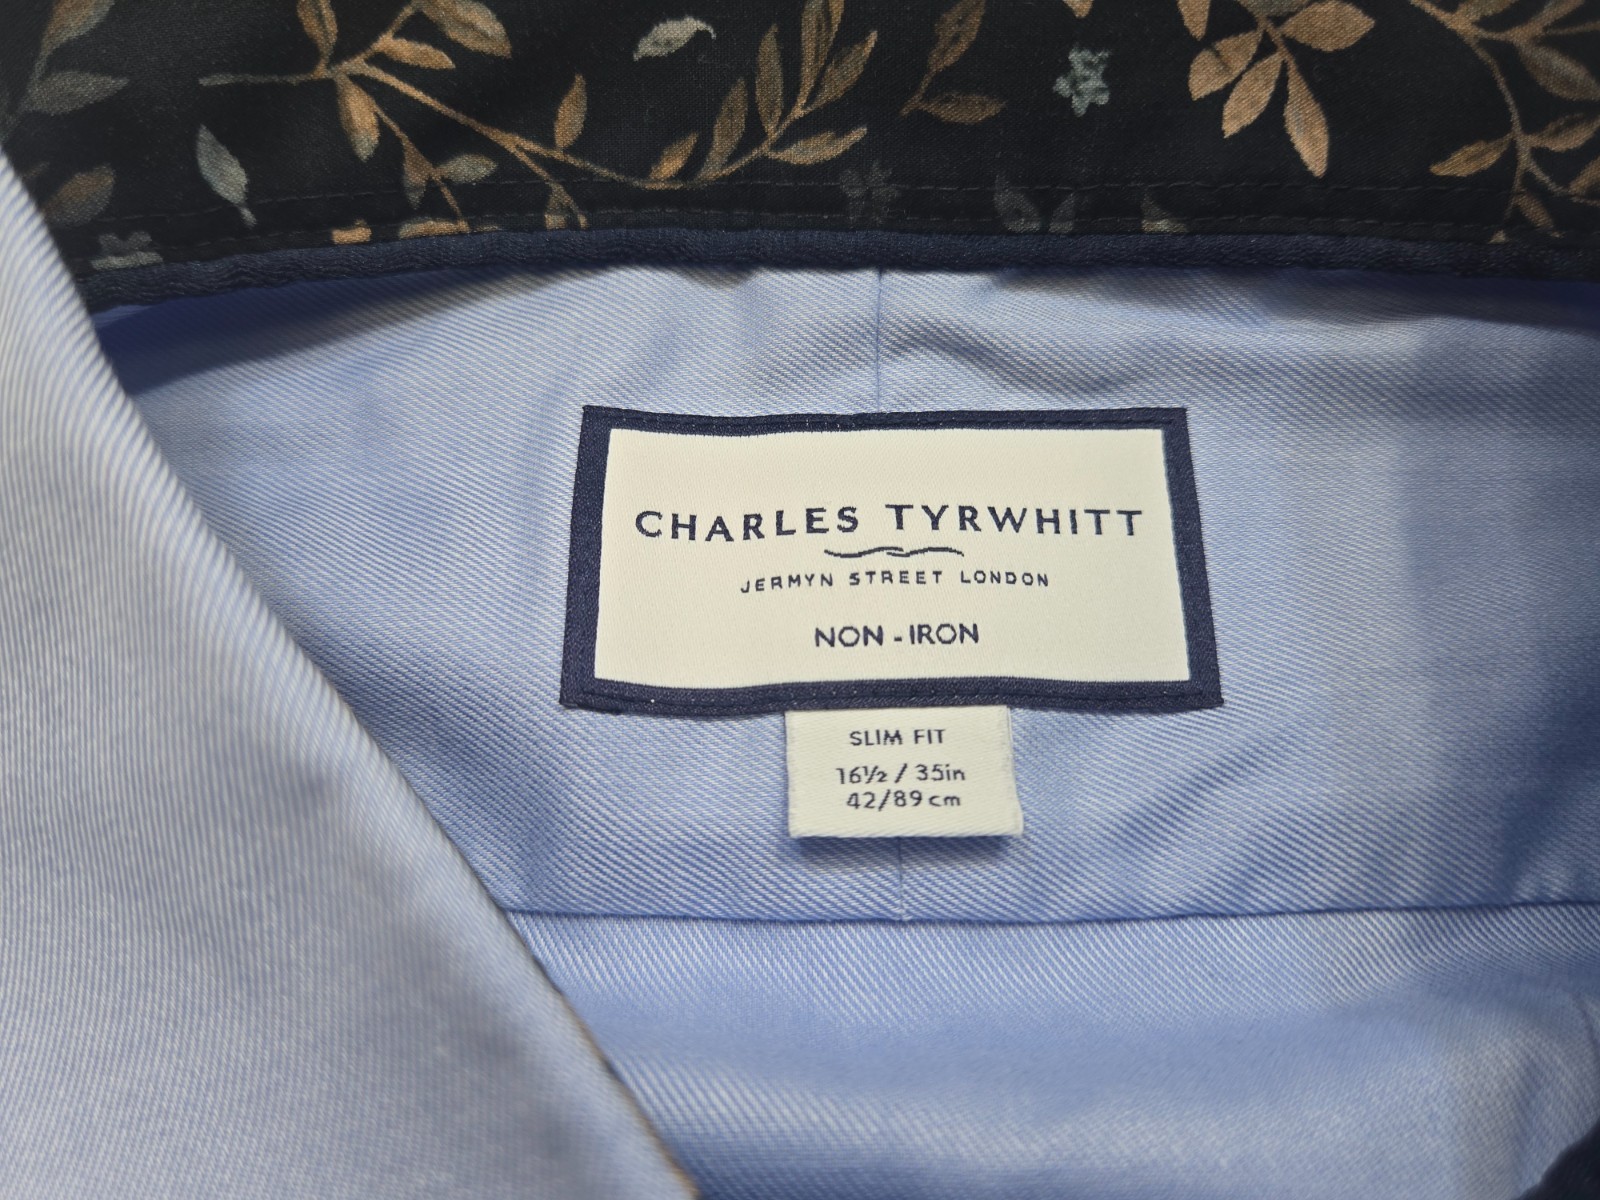 CHARLES TYRWHITT
JERMYN STREET LONDON
NON-IRON
SLIM FIT
16½ / 35in
42/89cm